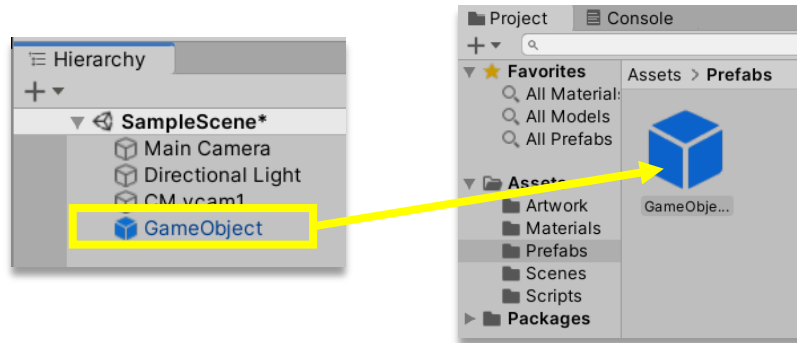 Hierarchy
SampleScene*
Main Camera
Directional Light
CM vcam1
GameObject
Project
Console
Favorites
All Material
All Models
All Prefabs
Assets
Artwork
Materials
Prefabs
Scenes
Scripts
Packages
Assets > Prefabs
GameObje...